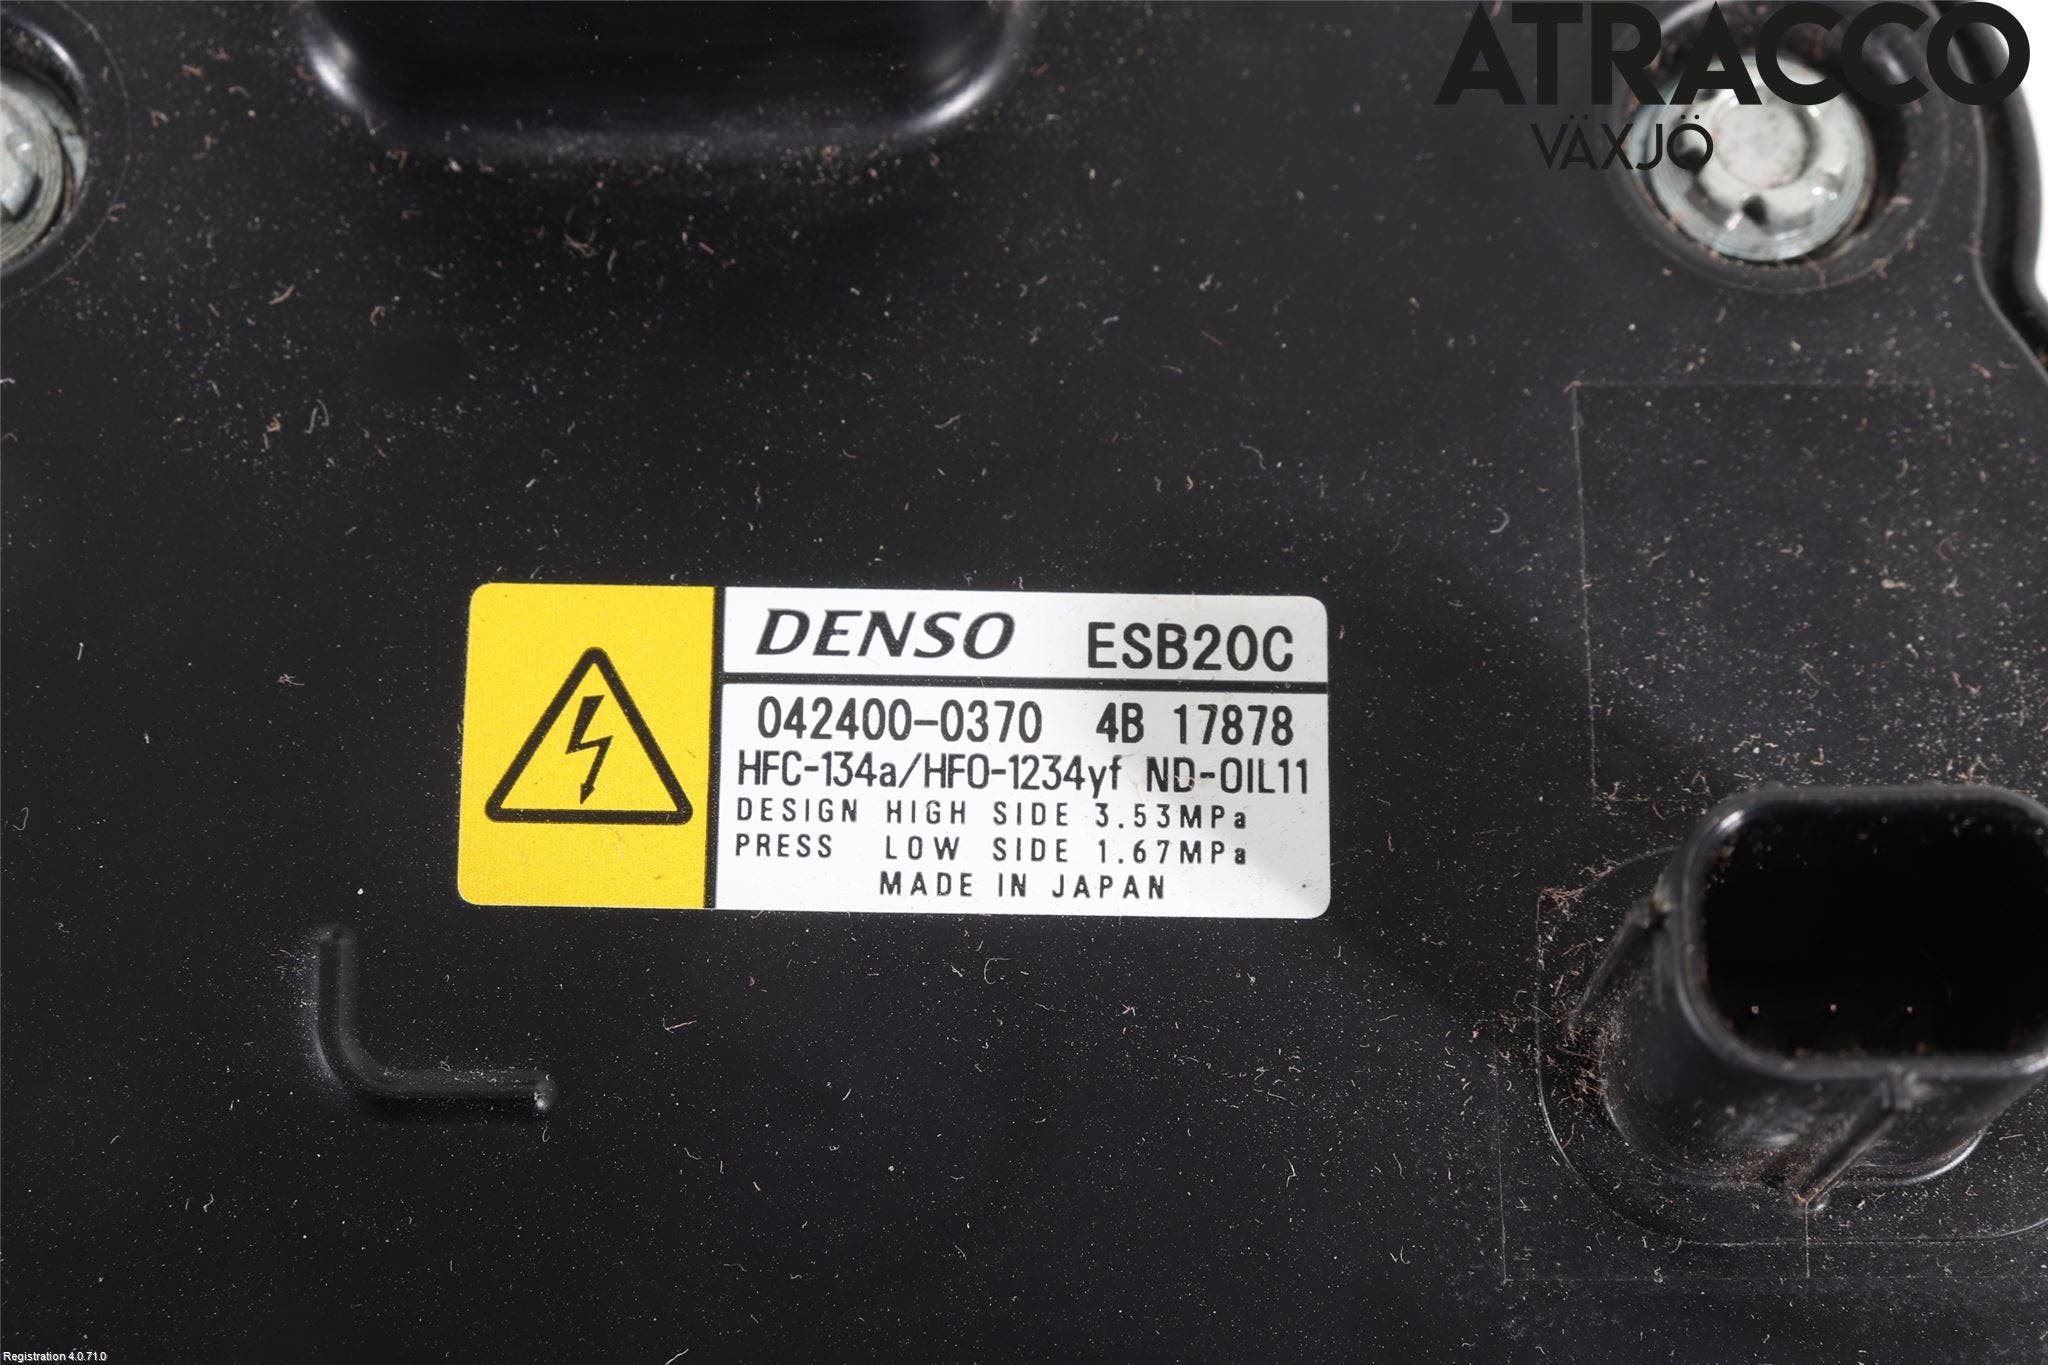 ATRACCO
VÄXJÖ
DENSO ESB20C
042400-0370 4B 17878
HFC-134a/HFO-1234yf ND-OIL11
DESIGN HIGH SIDE 3.53MPa
PRESS LOW SIDE 1.67MPa
MADE IN JAPAN
Registration 4.0.71.0